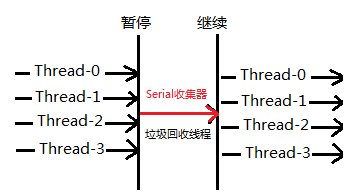 暂停
继续
Thread-0
Thread-1
Thread-2
Thread-3
Serial收集器
垃圾回收线程
Thread-0
Thread-1
Thread-2
Thread-3